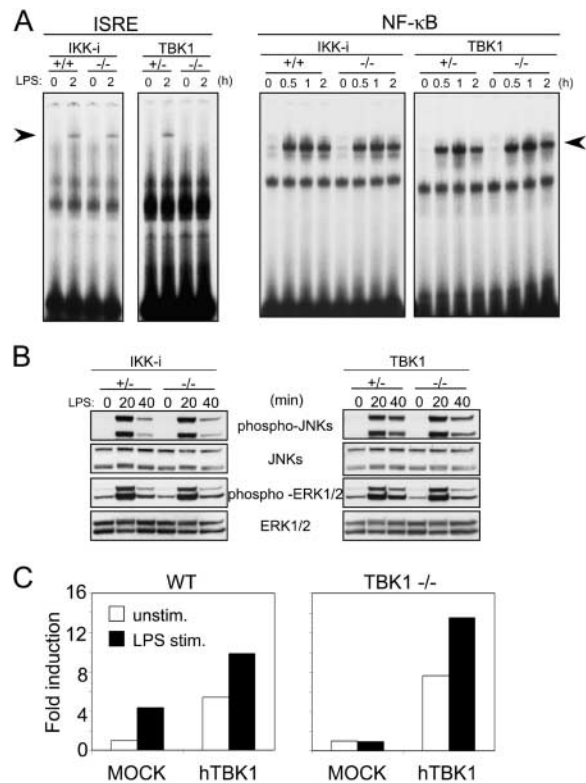 A
ISRE
NF-κB
IKK-i
TBK1
IKK-i
TBK1
+/+ -/- +/- -/-
+/+ -/- +/- -/-
LPS: 0 2 0 2 0 2 0 2 (h)
0 0.5 1 2 0 0.5 1 2 (h) 0 0.5 1 2 0 0.5 1 2 (h)
B
IKK-i
TBK1
+/- -/-
+/- -/-
LPS: 0 20 40 0 20 40 (min) 0 20 40 0 20 40
phospho-JNKs
JNKs
phospho -ERK1/2
ERK1/2
C
WT
TBK1 -/-
Fold induction
16
12
8
4
0
unstim.
LPS stim.
MOCK hTBK1
MOCK hTBK1